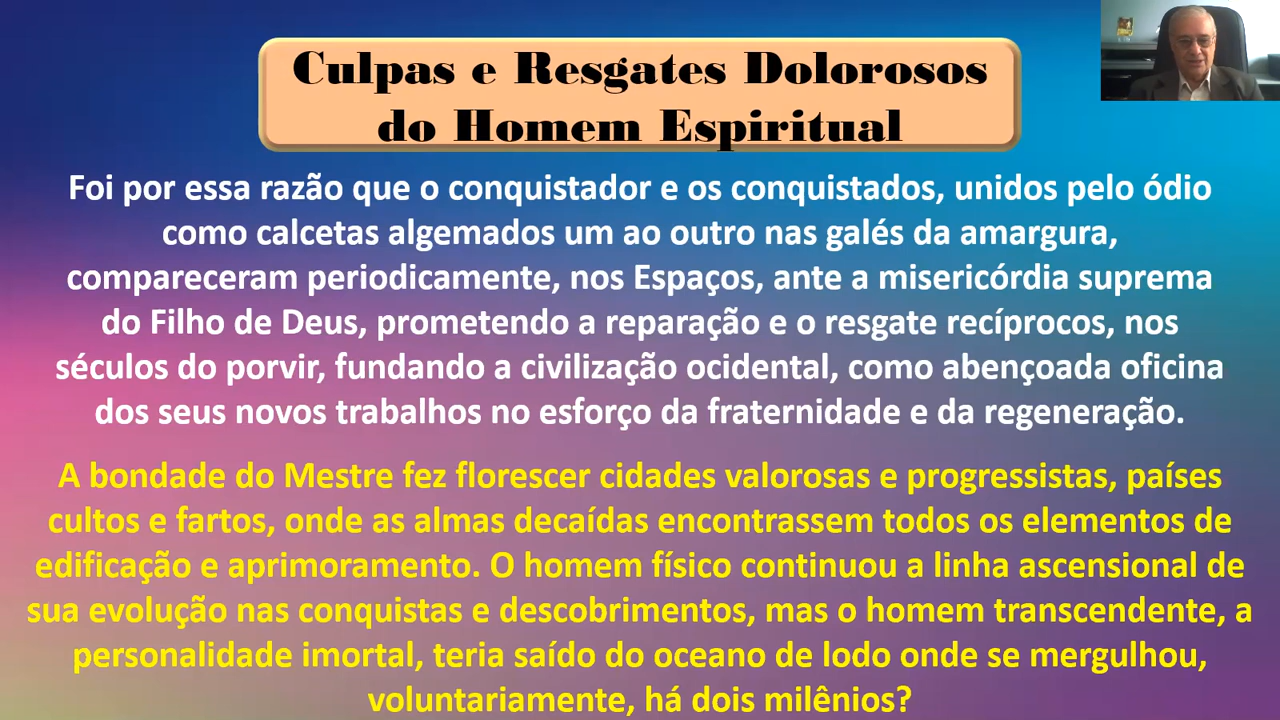 Culpas e Resgates Dolorosos
do Homem Espiritual
Foi por essa razão que o conquistador e os conquistados, unidos pelo ódio
como calcetas algemados um ao outro nas galés da amargura,
compareceram periodicamente, nos Espaços, ante a misericórdia suprema
do Filho de Deus, prometendo a reparação e o resgate recíprocos, nos
séculos do porvir, fundando a civilização ocidental, como abençoada oficina
dos seus novos trabalhos no esforço da fraternidade e da regeneração.
A bondade do Mestre fez florescer cidades valorosas e progressistas, países
cultos e fartos, onde as almas decaídas encontrassem todos os elementos de
edificação e aprimoramento. O homem físico continuou a linha ascensional de
sua evolução nas conquistas e descobrimentos, mas o homem transcendente, a
personalidade imortal, teria saído do oceano de lodo onde se mergulhou,
voluntariamente, há dois milênios?